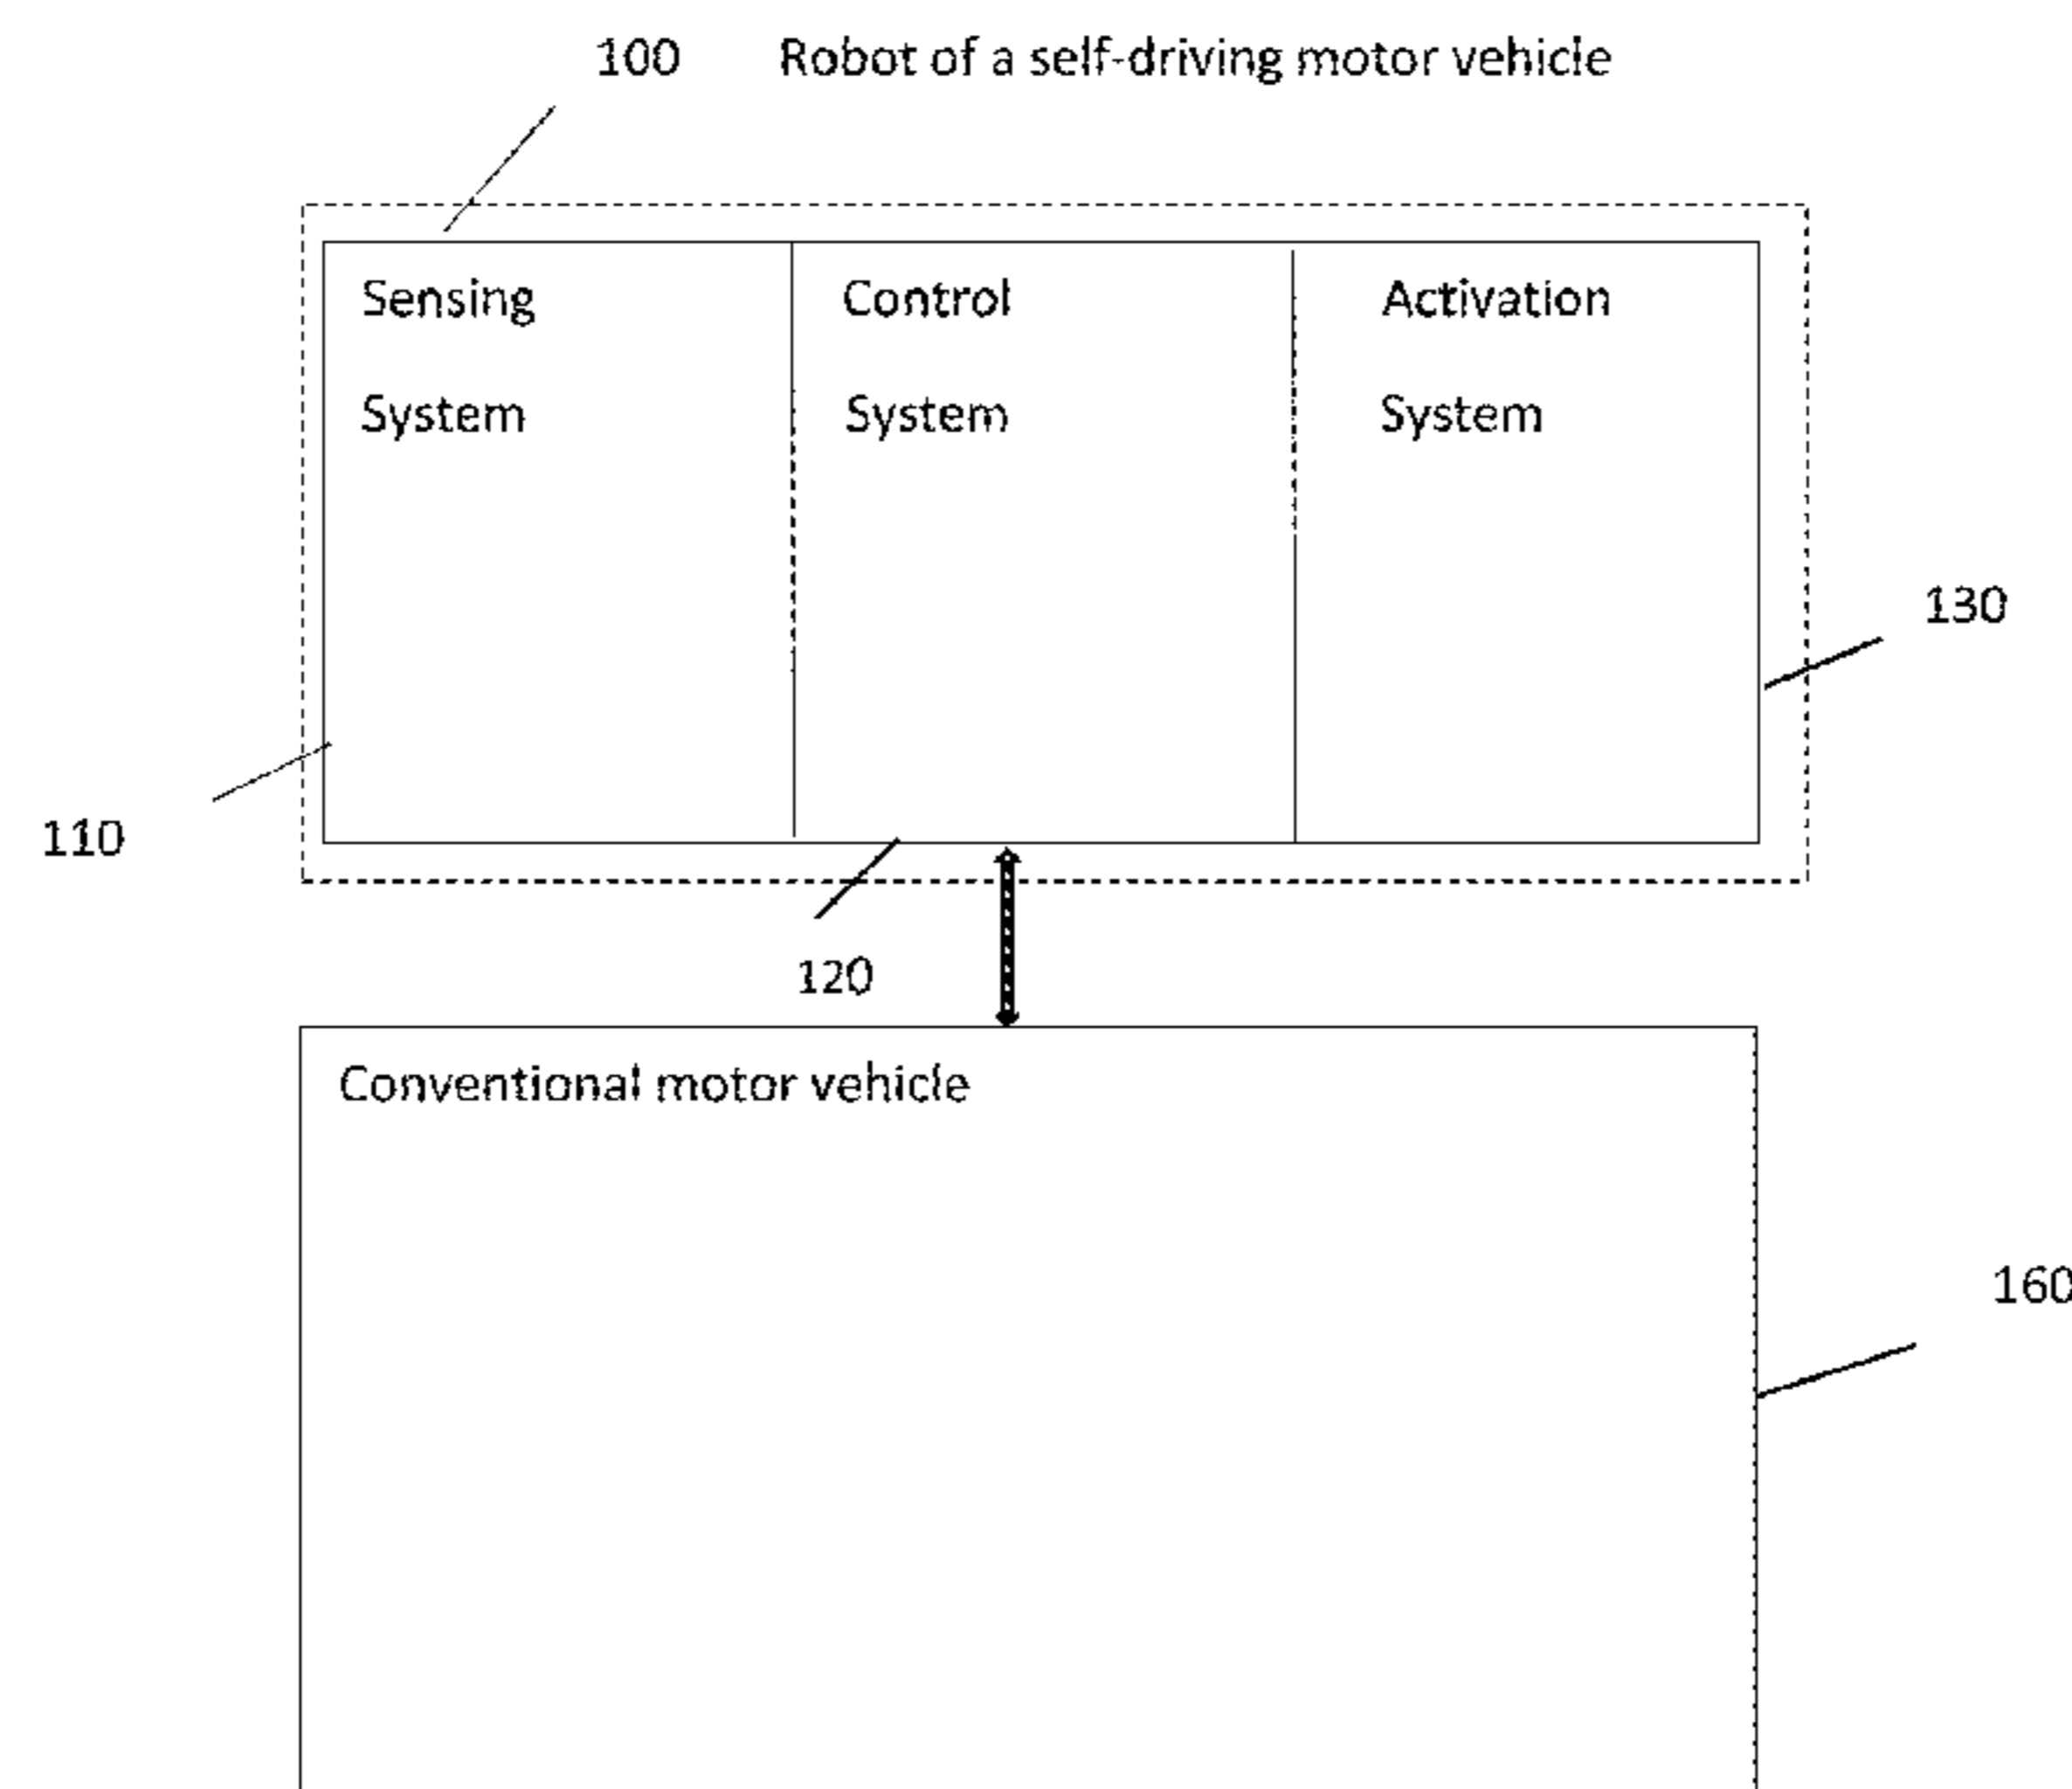 100 Robot of a self-driving motor vehicle
Sensing
System
Control
System
Activation
System
130
110
120
Conventional motor vehicle
160